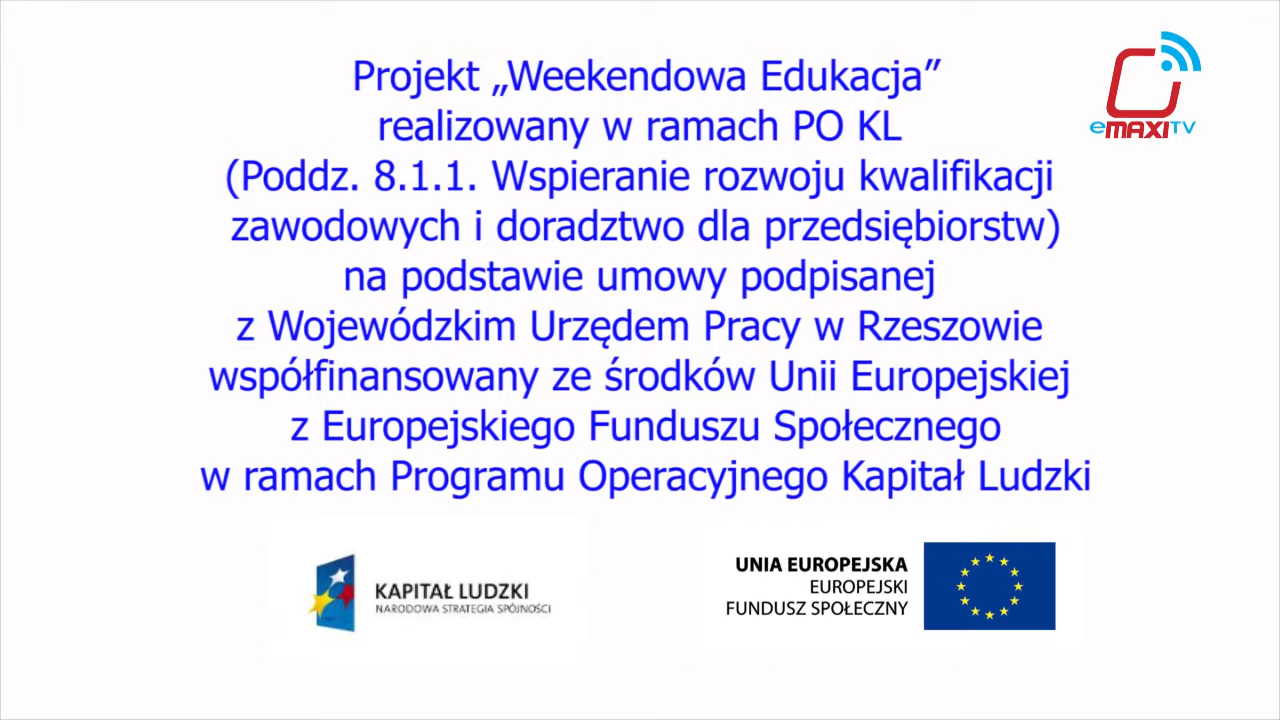 Projekt „Weekendowa Edukacja”
realizowany w ramach PO KL
(Poddz. 8.1.1. Wspieranie rozwoju kwalifikacji
zawodowych i doradztwo dla przedsiębiorstw)
na podstawie umowy podpisanej
z Wojewódzkim Urzędem Pracy w Rzeszowie
współfinansowany ze środków Unii Europejskiej
z Europejskiego Funduszu Społecznego
w ramach Programu Operacyjnego Kapitał Ludzki
eMAXITV
KAPITAŁ LUDZKI
NARODOWA STRATEGIA SPÓJNOŚCI
UNIA EUROPEJSKA
EUROPEJSKI
FUNDUSZ SPOŁECZNY